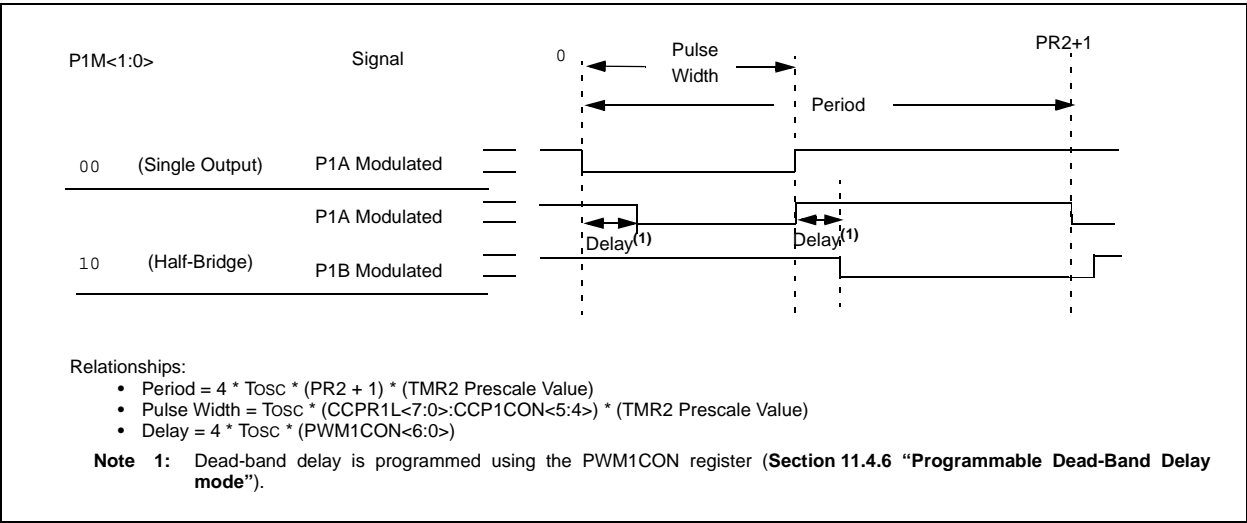 P1M<1:0> Signal 0 Pulse Width PR2+1
Period
00 (Single Output) P1A Modulated
P1A Modulated
Delay(1) Delay(1)
10 (Half-Bridge) P1B Modulated
Relationships:
• Period = 4 * TOSC * (PR2 + 1) * (TMR2 Prescale Value)
• Pulse Width = TOSC * (CCPR1L<7:0>:CCP1CON<5:4>) * (TMR2 Prescale Value)
• Delay = 4 * TOSC * (PWM1CON<6:0>)
Note 1: Dead-band delay is programmed using the PWM1CON register (Section 11.4.6 “Programmable Dead-Band Delay
mode”).